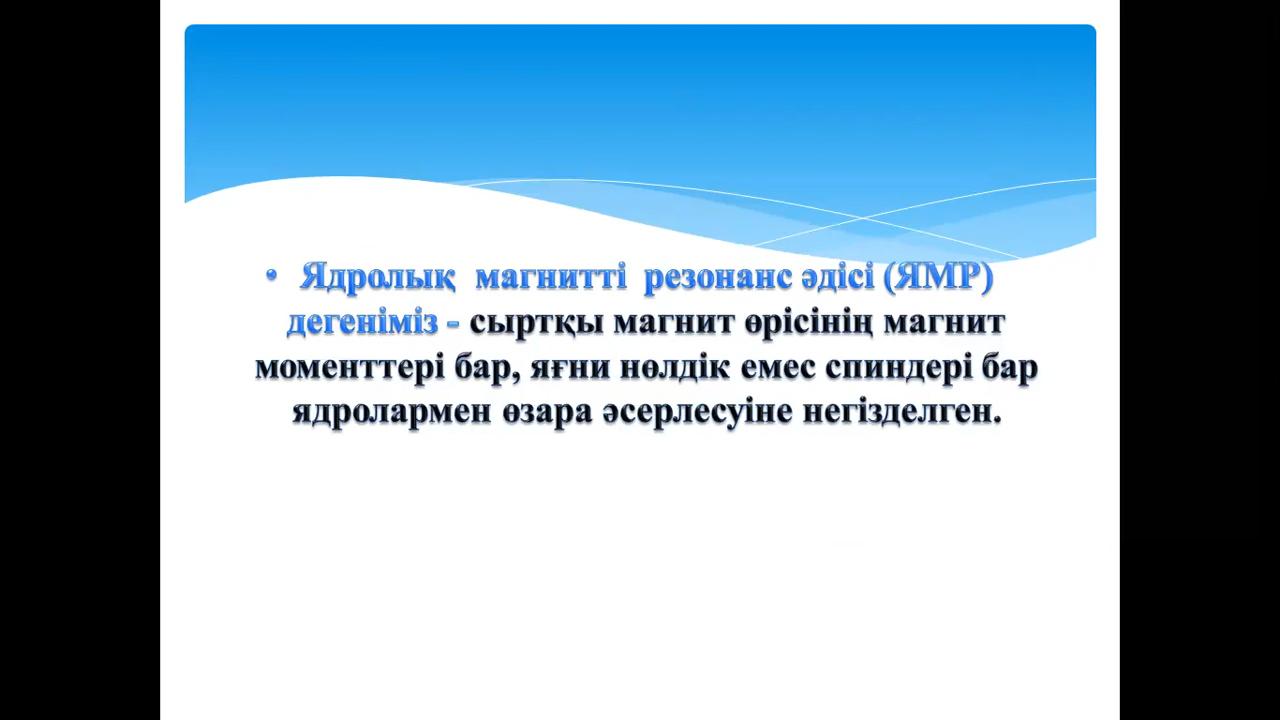 • Ядролық магнитті резонанс әдісі (ЯМР)
дегеніміз - сыртқы магнит өрісінің магнит
моменттері бар, яғни нөлдік емес спиндері бар
ядролармен өзара әсерлесуіне негізделген.